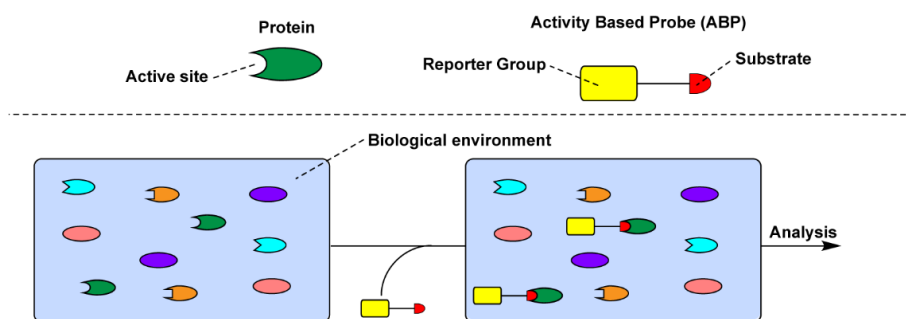 Protein
Activity Based Probe (ABP)
Active site
Reporter Group
Substrate
Biological environment
Analysis